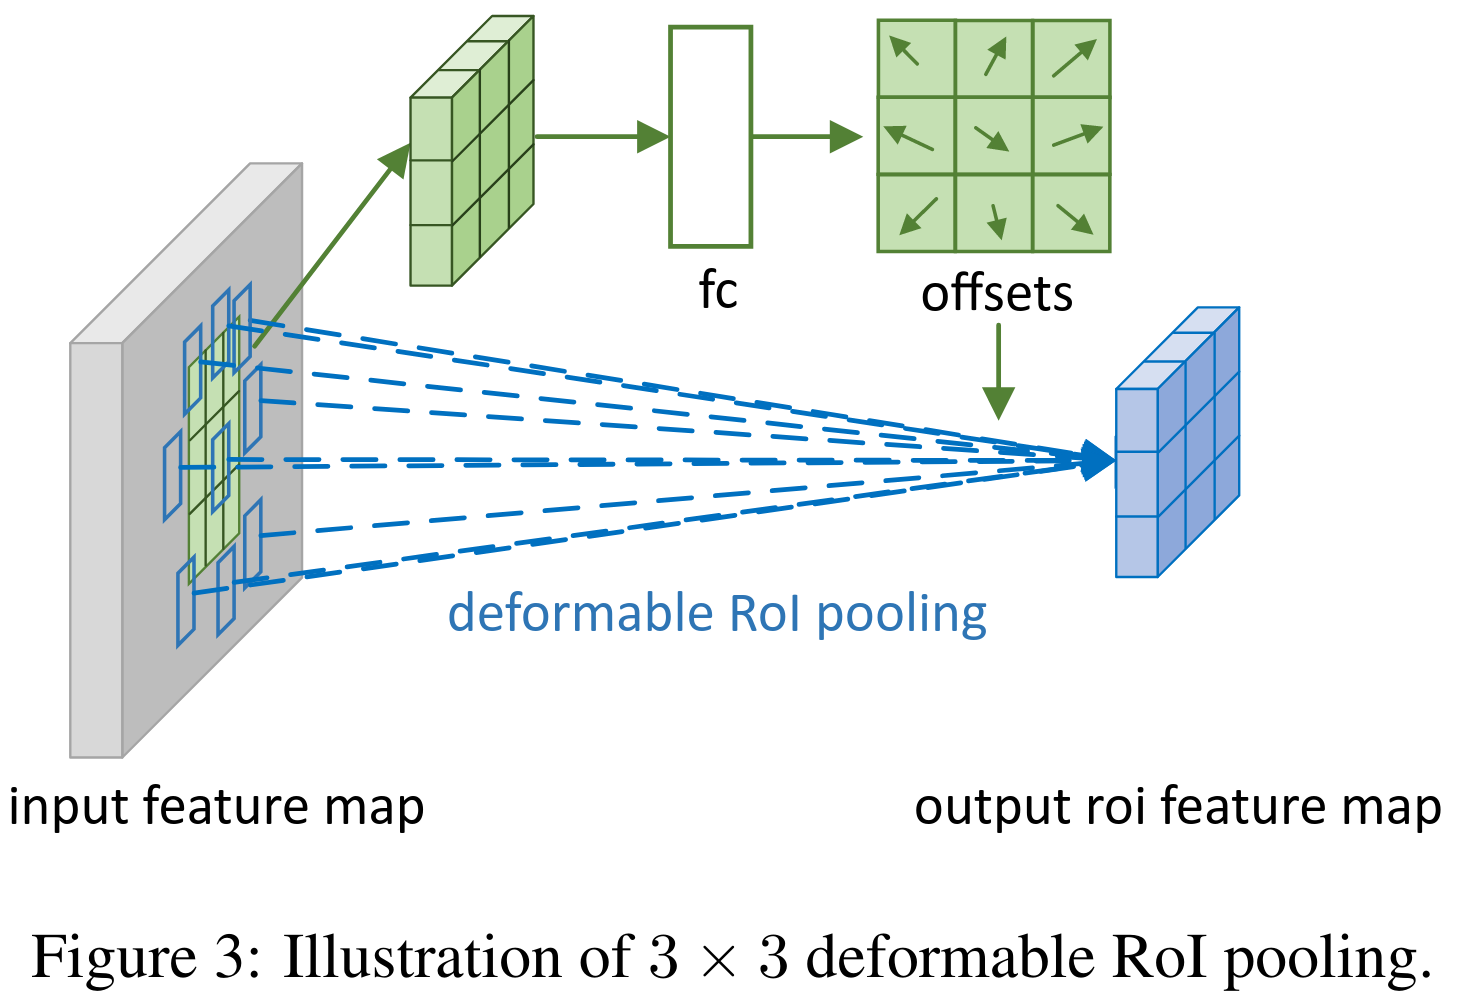 fc
offsets
deformable RoI pooling
input feature map
output roi feature map
Figure 3: Illustration of 3 × 3 deformable RoI pooling.